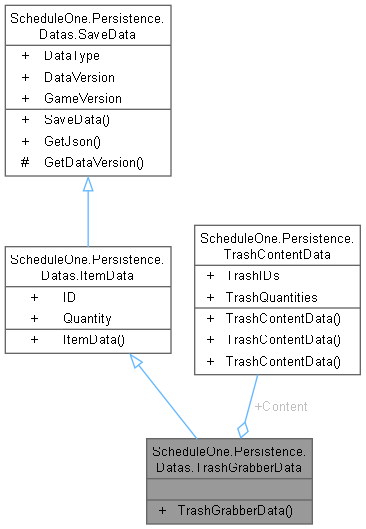 ScheduleOne.Persistence.
Datas.SaveData
+ DataType
+ DataVersion
+ GameVersion
+ SaveData()
+ GetJson()
# GetDataVersion()
ScheduleOne.Persistence.
Datas.ItemData
+ ID
+ Quantity
+ ItemData()
ScheduleOne.Persistence.
TrashContentData
+ TrashIDs
+ TrashQuantities
+ TrashContentData()
+ TrashContentData()
+ TrashContentData()
+Content
ScheduleOne.Persistence.
Datas.TrashGrabberData
+ TrashGrabberData()